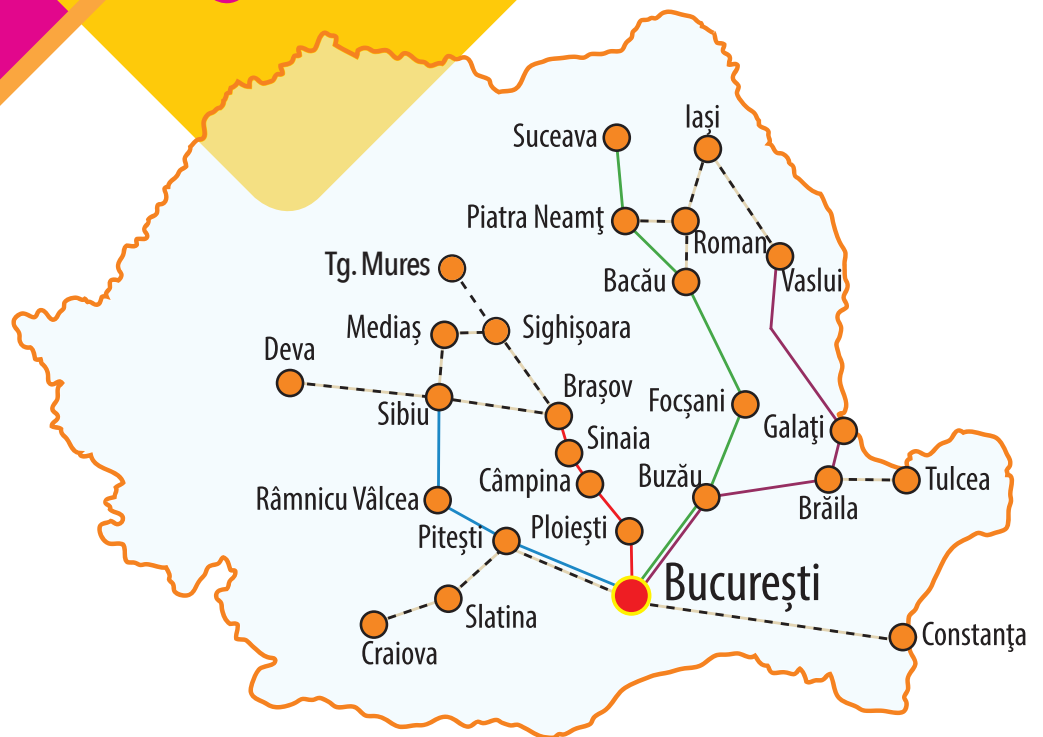 Iași
Suceava
Piatra Neamţ
Roman
Tg. Mures
Bacău
Vaslui
Mediaș
Sighișoara
Deva
Brașov
Focșani
Sibiu
Galaţi
Sinaia
Câmpina
Buzău
Tulcea
Râmnicu Vâlcea
Brăila
Pitești
Ploiești
București
Slatina
Constanţa
Craiova